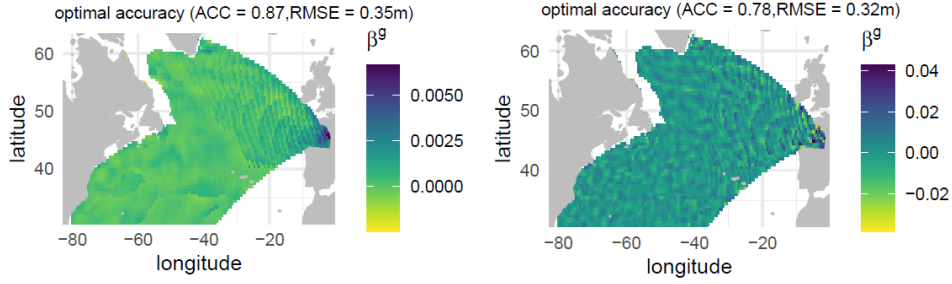 optimal accuracy (ACC = 0.87,RMSE = 0.35m)
60
50
40
latitude
−80
−60
−40
−20
longitude
βg
0.0050
0.0025
0.0000
optimal accuracy (ACC = 0.78,RMSE = 0.32m)
60
50
40
latitude
−80
−60
−40
−20
longitude
βg
0.04
0.02
0.00
−0.02